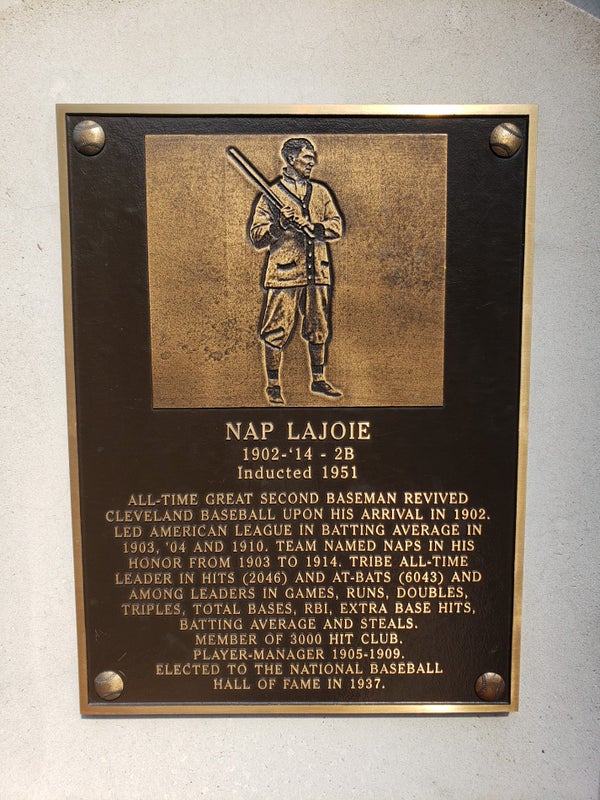 NAP LAJOIE
1902-'14 - 2B
Inducted 1951
ALL-TIME GREAT SECOND BASEMAN REVIVED
CLEVELAND BASEBALL UPON HIS ARRIVAL IN 1902.
LED AMERICAN LEAGUE IN BATTING AVERAGE IN
1903, '04 AND 1910. TEAM NAMED NAPS IN HIS
HONOR FROM 1903 TO 1914. TRIBE ALL-TIME
LEADER IN HITS (2046) AND AT-BATS (6043) AND
AMONG LEADERS IN GAMES, RUNS, DOUBLES,
TRIPLES, TOTAL BASES, RBI, EXTRA BASE HITS,
BATTING AVERAGE AND STEALS.
MEMBER OF 3000 HIT CLUB.
PLAYER-MANAGER 1905-1909.
ELECTED TO THE NATIONAL BASEBALL
HALL OF FAME IN 1937.